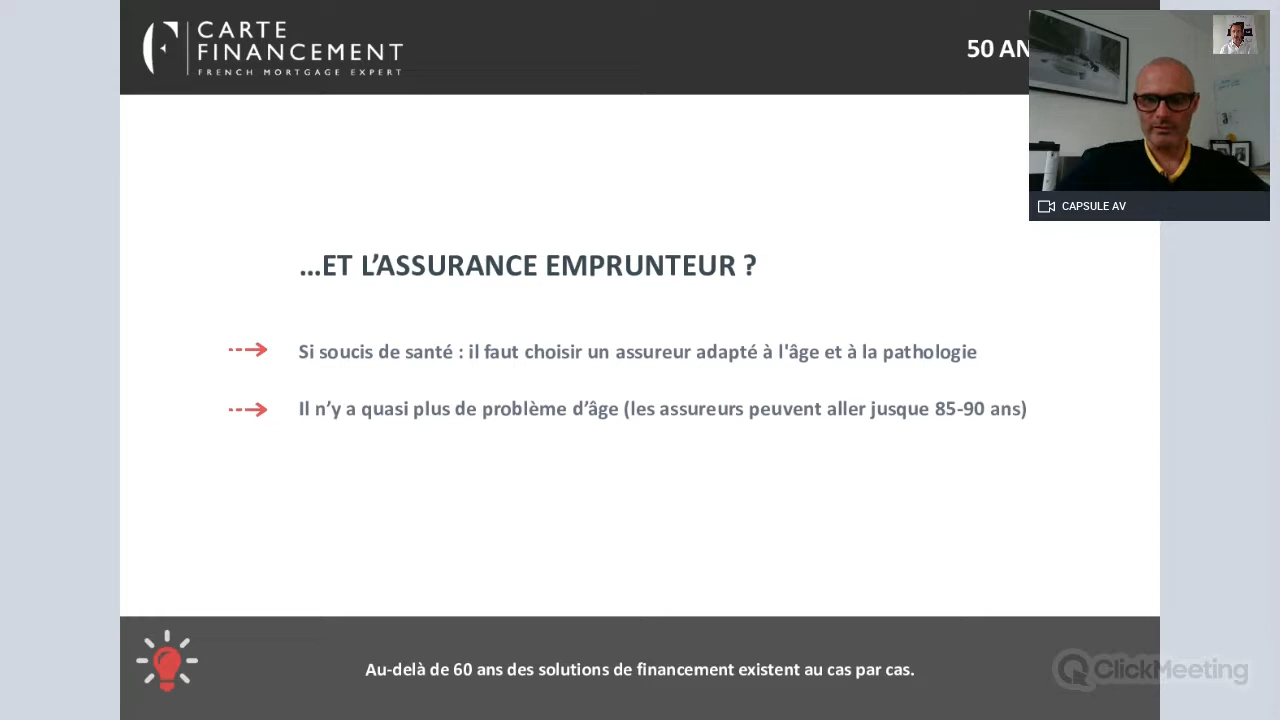 CARTE
FINANCEMENT
FRENCH MORTGAGE EXPERT
50 AN
CAPSULE AV
...ET L'ASSURANCE EMPRUNTEUR ?
Si soucis de santé : il faut choisir un assureur adapté à l'âge et à la pathologie
Il n'y a quasi plus de problème d'âge (les assureurs peuvent aller jusque 85-90 ans)
Au-delà de 60 ans des solutions de financement existent au cas par cas.
ClickMeeting